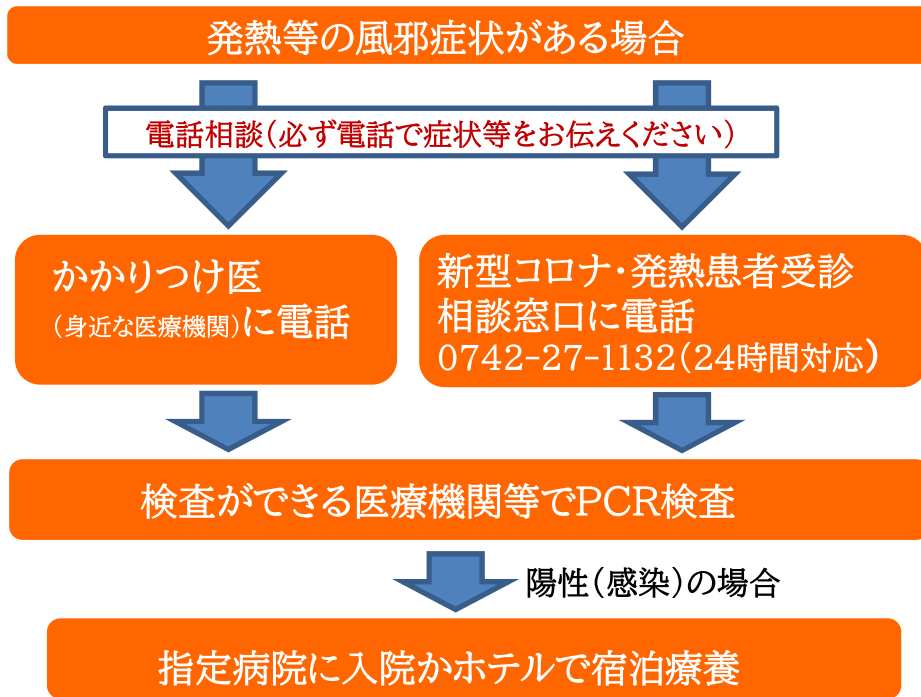 発熱等の風邪症状がある場合
電話相談（必ず電話で症状等をお伝えください）
かかりつけ医
（身近な医療機関）に電話
新型コロナ・発熱患者受診
相談窓口に電話
0742-27-1132（24時間対応）
検査ができる医療機関等でPCR検査
陽性（感染）の場合
指定病院に入院かホテルで宿泊療養